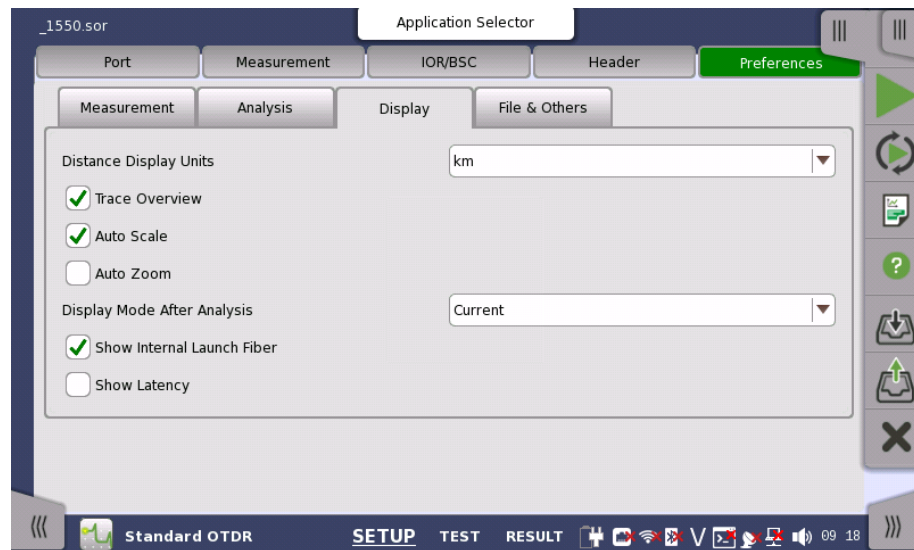 _1550.sor
Application Selector
Port Measurement IOR/BSC Header Preferences
Measurement Analysis Display File & Others
Distance Display Units km
Trace Overview
Auto Scale
Auto Zoom
Display Mode After Analysis Current
Show Internal Launch Fiber
Show Latency
Standard OTDR SETUP TEST RESULT V 09 18